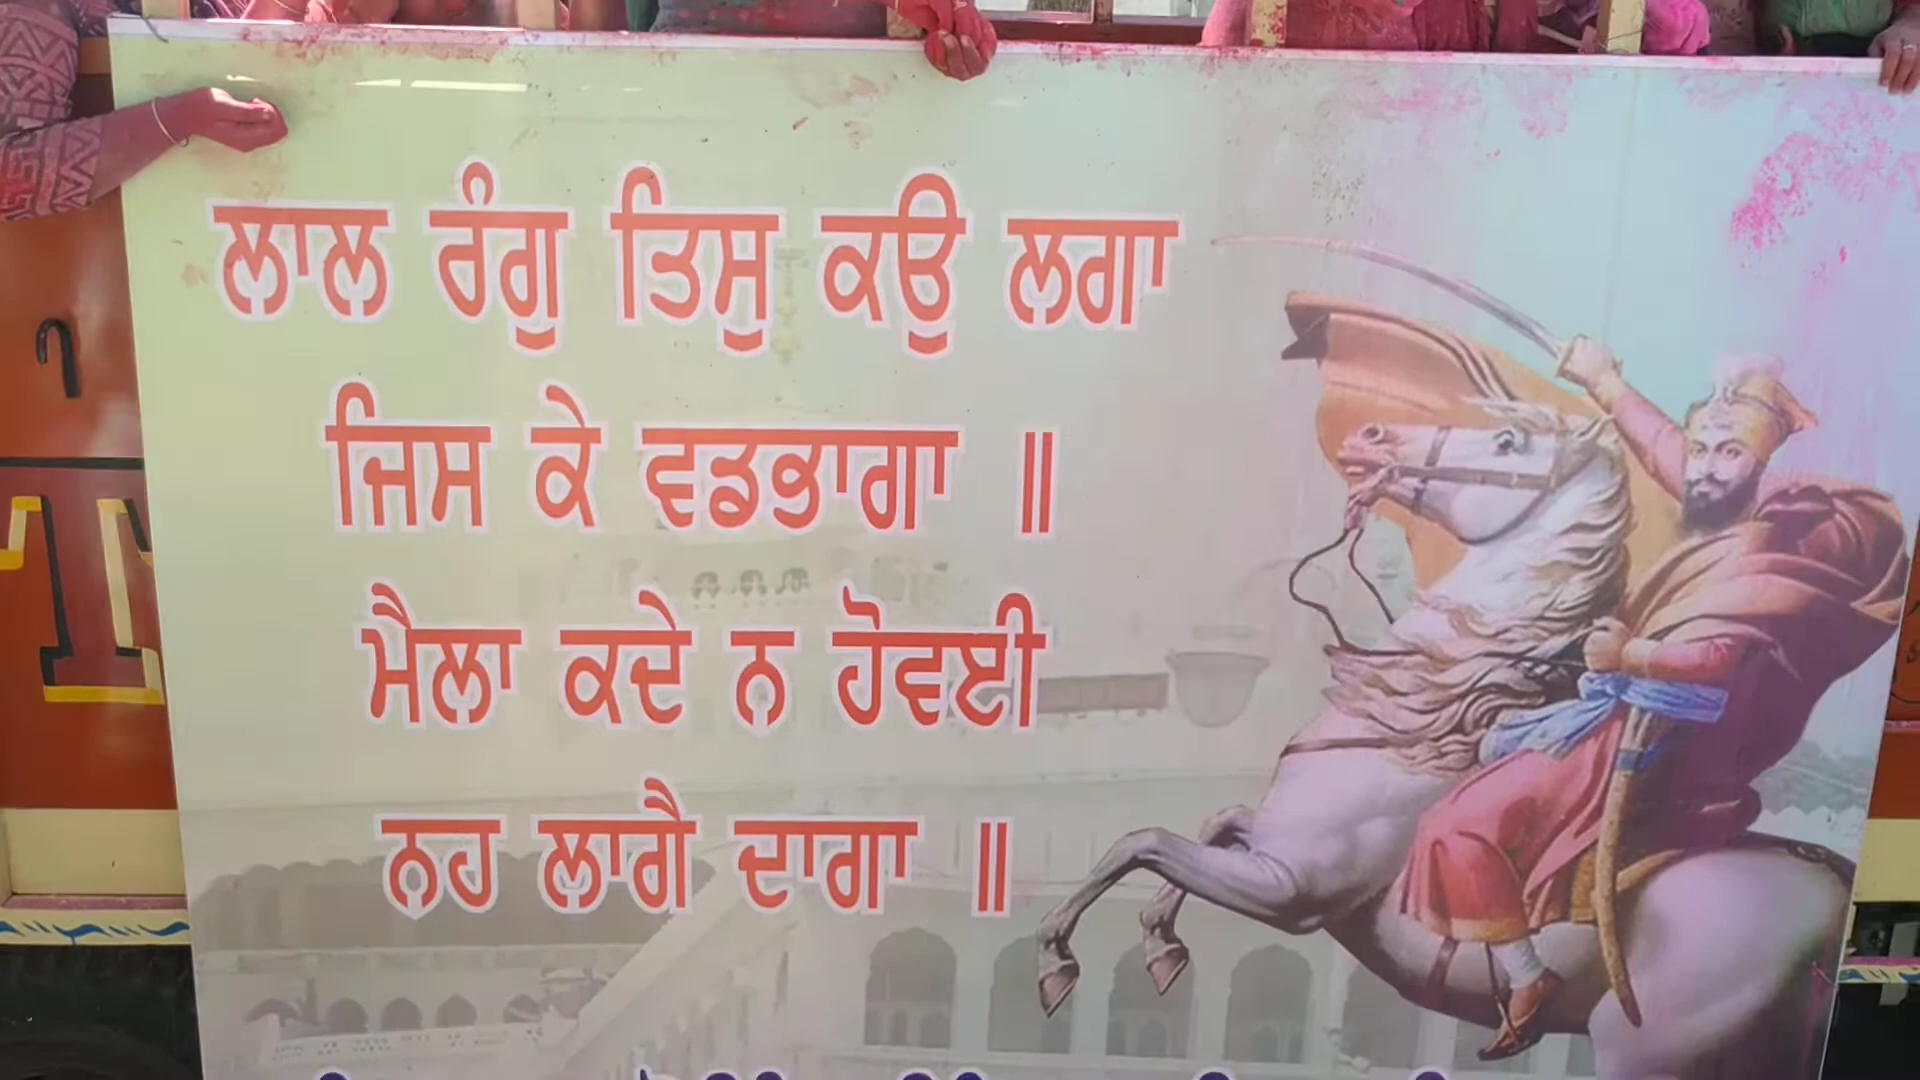 ਲਾਲ ਰੰਗੁ ਤਿਸੁ ਕਉ ਲਗਾ
ਜਿਸ ਕੇ ਵਡਭਾਗਾ ॥
ਮੈਲਾ ਕਦੇ ਨ ਹੋਵਈ
ਨਹ ਲਾਗੈ ਦਾਗਾ ॥